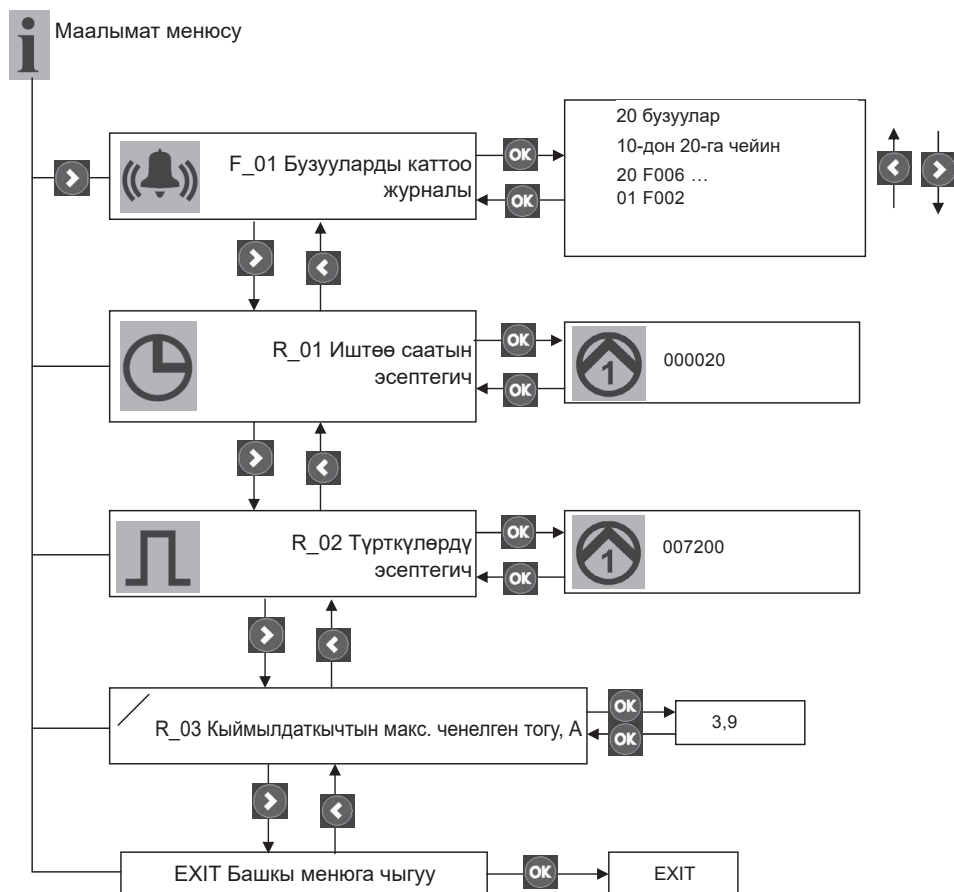 Маалымат менюсу
F_01 Бузууларды каттоо
журналы
OK
OK
20 бузуулар
10-дон 20-га чейин
20 F006 ...
01 F002
R_01 Иштөө саатын
эсептегич
OK
OK
1
000020
R_02 Түрткүлөрдү
эсептегич
OK
OK
1
007200
R_03 Кыймылдаткычтын макс. ченелген тогу, А
OK
OK
3,9
EXIT Башкы менюга чыгуу
OK
EXIT